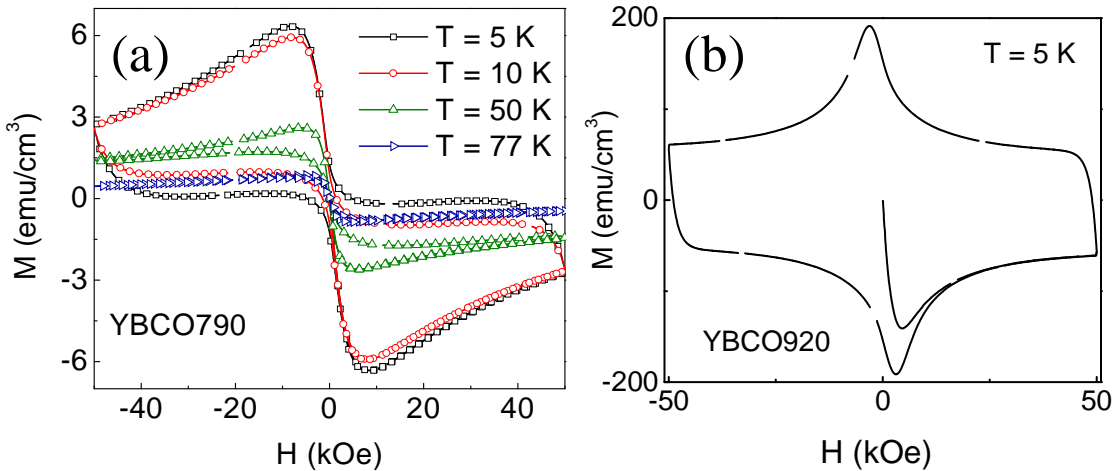 (a)
T = 5 K
T = 10 K
T = 50 K
T = 77 K
YBCO790
M (emu/cm³)
6
3
0
-3
-6
-40
-20
0
20
40
H (kOe)
(b)
T = 5 K
YBCO920
M (emu/cm³)
200
0
-200
-50
0
50
H (kOe)